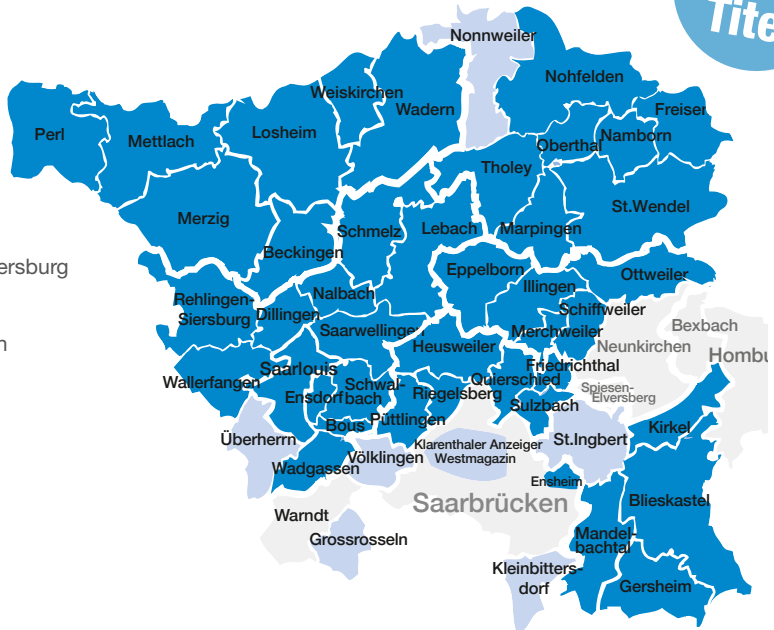 Tite
Nonnweiler
Nohfelden
Weiskirchen
Wadern
Freisen
Perl
Mettlach
Losheim
Oberthal
Namborn
Tholey
Merzig
St.Wendel
Schmelz
Lebach
Marpingen
Beckingen
ersburg
Eppelborn
Ottweiler
Illingen
Nalbach
Rehlingen-
Siersburg
Dillingen
Schiffweiler
Saarwellingen
Merchweiler
Bexbach
n
Heusweiler
Neunkirchen
Hombu
Friedrichthal
Saarlouis
Wallerfangen
Quierschied
Schwal-
bach
Ensdorf
Riegelsberg
Spiesen-
Elversberg
Sulzbach
Püttlingen
Bous
Kirkel
Überherrn
Klarenthaler Anzeiger
Westmagazin
St.Ingbert
Völklingen
Wadgassen
Ensheim
Saarbrücken
Blieskastel
Warndt
Mandel-
bachtal
Grossrosseln
Kleinbitters-
dorf
Gersheim